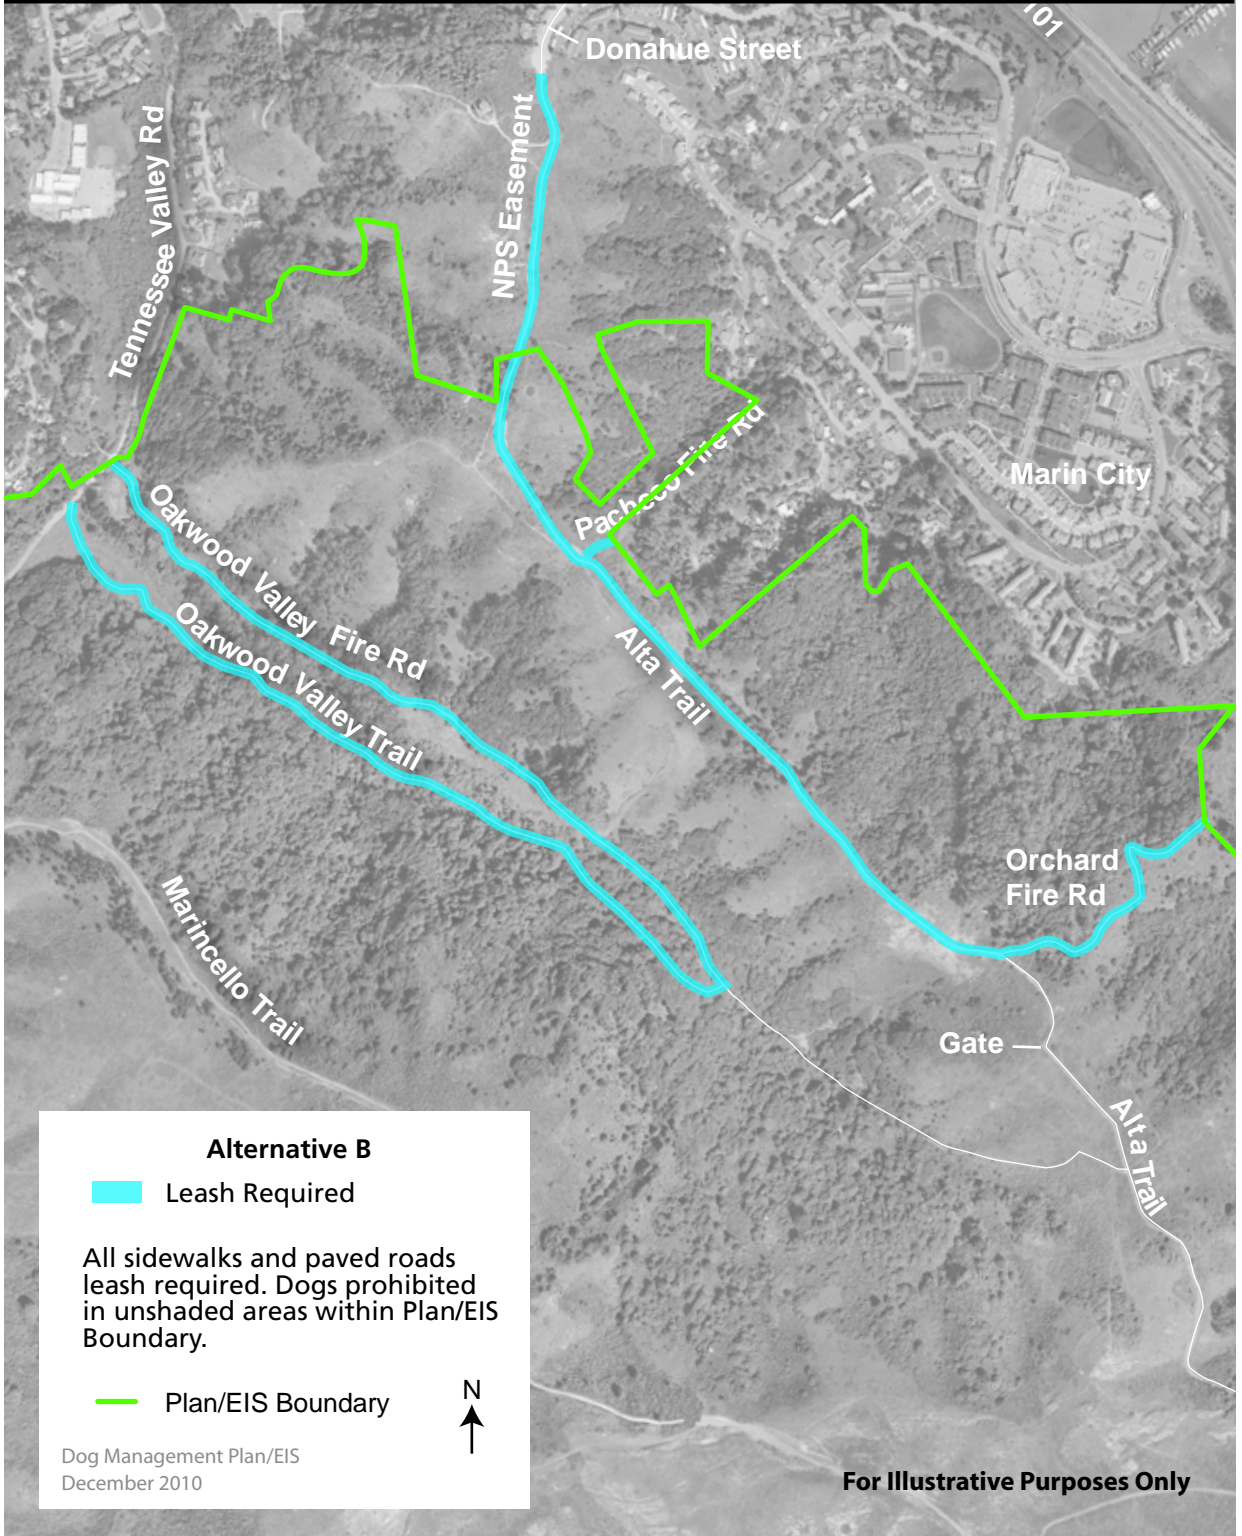 101
Donahue Street
Tennessee Valley Rd
NPS Easement
Pacheco Fire Rd
Marin City
Oakwood Valley Fire Rd
Oakwood Valley Trail
Alta Trail
Orchard
Fire Rd
Marincello Trail
Gate
Alta Trail
Alternative B
Leash Required
All sidewalks and paved roads
leash required. Dogs prohibited
in unshaded areas within Plan/EIS
Boundary.
Plan/EIS Boundary
N
Dog Management Plan/EIS
December 2010
For Illustrative Purposes Only